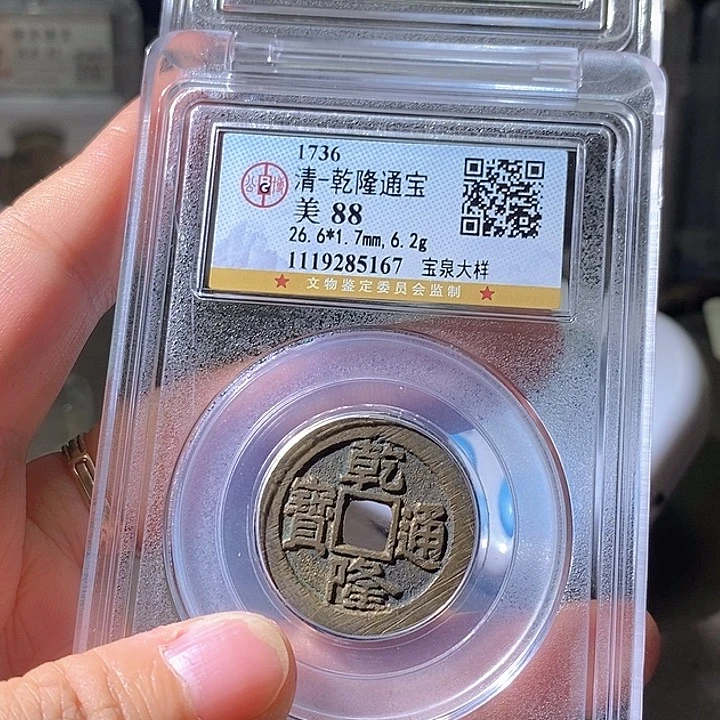 1736
清-乾隆通宝
美 88
26.6*1.7mm, 6.2g
1119285167 宝泉大样
★ 文物鉴定委员会监制 ★
乾隆通寶